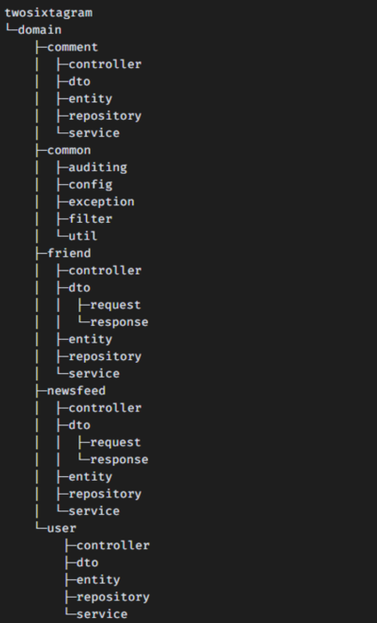 twosixtagram
└─domain
    ├─comment
    │  ├─controller
    │  ├─dto
    │  ├─entity
    │  ├─repository
    │  └─service
    ├─common
    │  ├─auditing
    │  ├─config
    │  ├─exception
    │  ├─filter
    │  └─util
    ├─friend
    │  ├─controller
    │  ├─dto
    │  │  ├─request
    │  │  └─response
    │  ├─entity
    │  ├─repository
    │  └─service
    ├─newsfeed
    │  ├─controller
    │  ├─dto
    │  │  ├─request
    │  │  └─response
    │  ├─entity
    │  ├─repository
    │  └─service
    └─user
        ├─controller
        ├─dto
        ├─entity
        ├─repository
        └─service